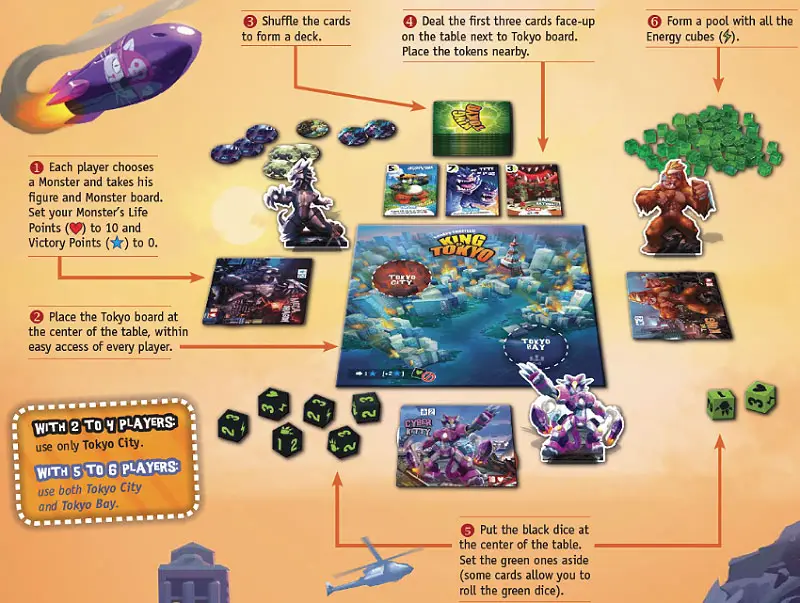 3 Shuffle the cards
to form a deck.
4 Deal the first three cards face-up
on the table next to Tokyo board.
Place the tokens nearby.
6 Form a pool with all the
Energy cubes ( ).
1 Each player chooses
a Monster and takes his
figure and Monster board.
Set your Monster's Life
Points ( ) to 10 and
Victory Points ( ) to 0.
5
7
3
KING
TOKYO
TOKYO
CITY
2 Place the Tokyo board at
the center of the table, within
easy access of every player.
TOKYO
BAY
WITH 2 TO 4 PLAYERS:
use only Tokyo City.
WITH 5 TO 6 PLAYERS:
use both Tokyo City
and Tokyo Bay.
CYBER
5 Put the black dice at
the center of the table.
Set the green ones aside
(some cards allow you to
roll the green dice).